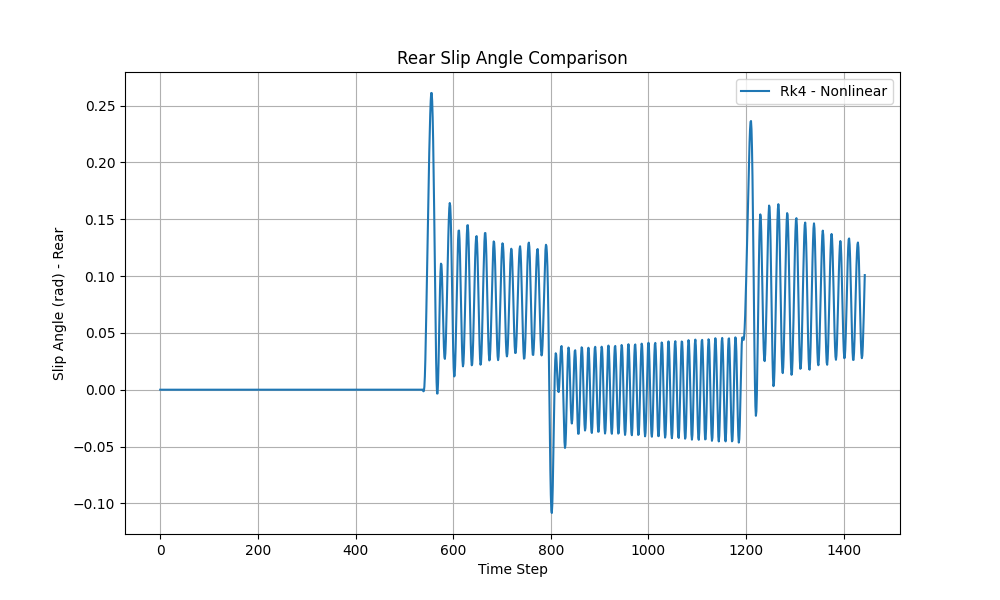 Rear Slip Angle Comparison
Rk4 - Nonlinear
Slip Angle (rad) - Rear
0.25
0.20
0.15
0.10
0.05
0.00
−0.05
−0.10
0 200 400 600 800 1000 1200 1400
Time Step